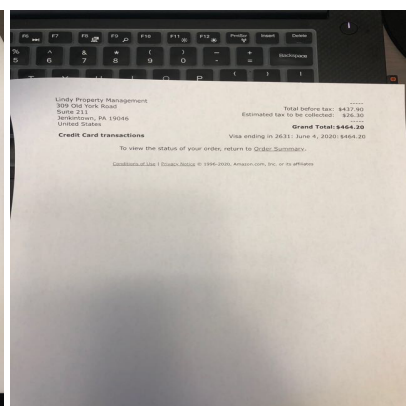 F6 F7 F8 F9 F10 F11 F12 PrntScr Insert Delete
% ^ & * ( ) - +
5 6 7 8 9 0 - = Backspace
Lindy Property Management
309 Old York Road
Suite 211
Jenkintown, PA 19046
United States
-----
Total before tax: $437.90
Estimated tax to be collected: $26.30
-----
Grand Total: $464.20
Credit Card transactions Visa ending in 2631: June 4, 2020: $464.20
To view the status of your order, return to Order Summary.
Conditions of Use | Privacy Notice © 1996-2020, Amazon.com, Inc. or its affiliates